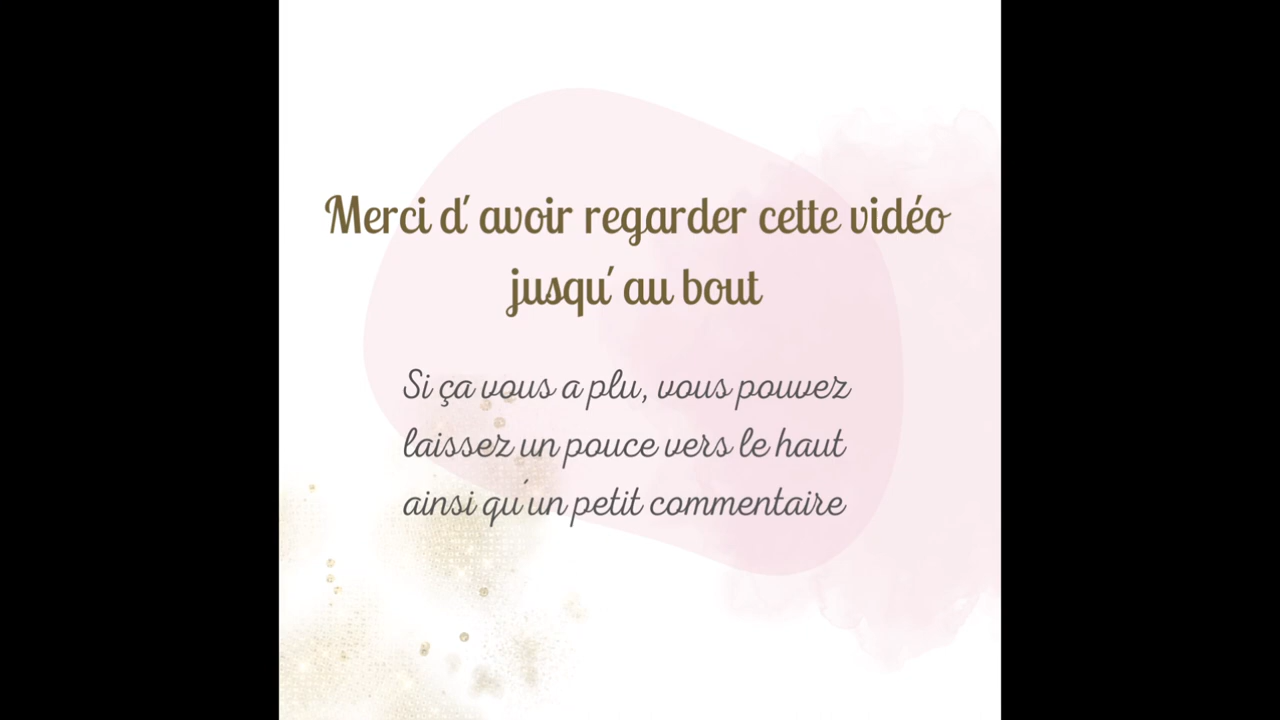 Merci d' avoir regarder cette vidéo
jusqu' au bout
Si ça vous a plu, vous pouvez
laissez un pouce vers le haut
ainsi qu'un petit commentaire